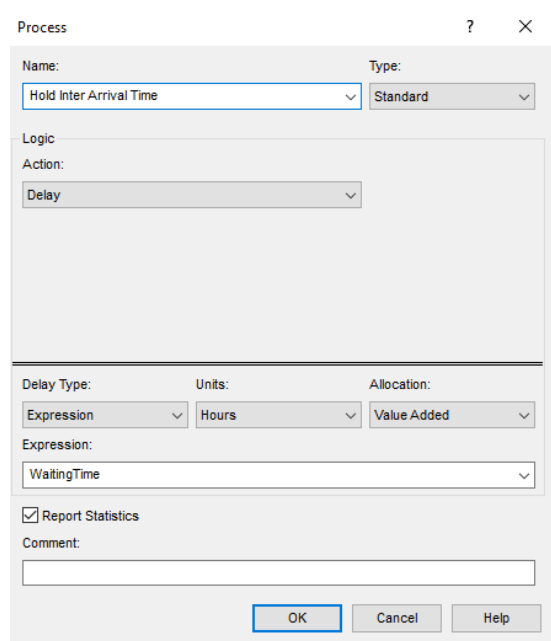 Process ?
Name: Type:
Hold Inter Arrival Time Standard
Logic
Action:
Delay
Delay Type: Units: Allocation:
Expression Hours Value Added
Expression:
WaitingTime
Report Statistics
Comment:
OK Cancel Help